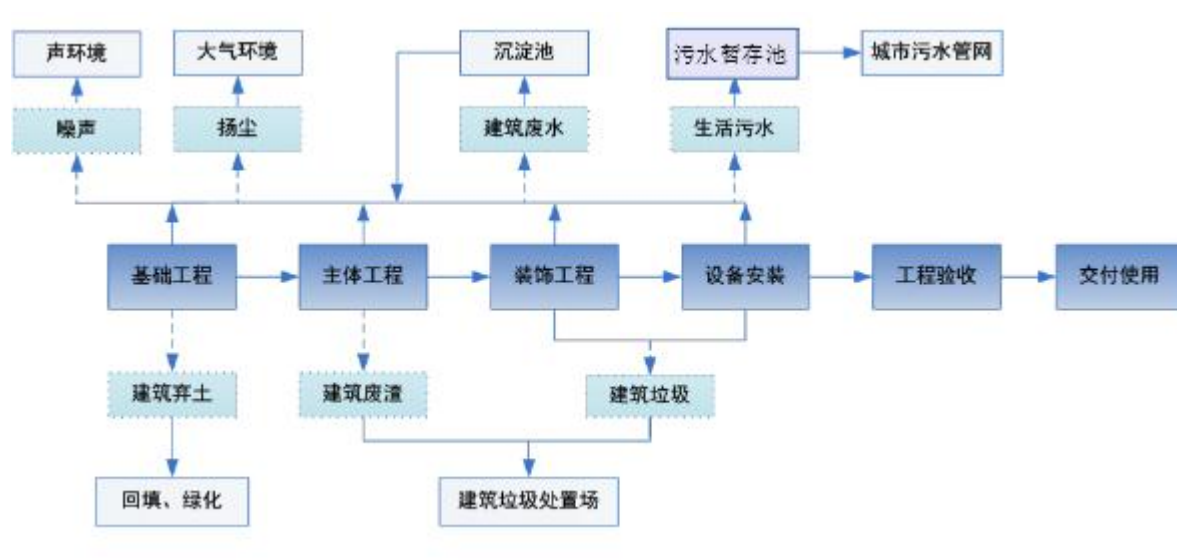 声环境
大气环境
沉淀池
污水暂存池
城市污水管网
噪声
扬尘
建筑废水
生活污水
基础工程
主体工程
装饰工程
设备安装
工程验收
交付使用
建筑弃土
建筑废渣
建筑垃圾
回填、绿化
建筑垃圾处置场